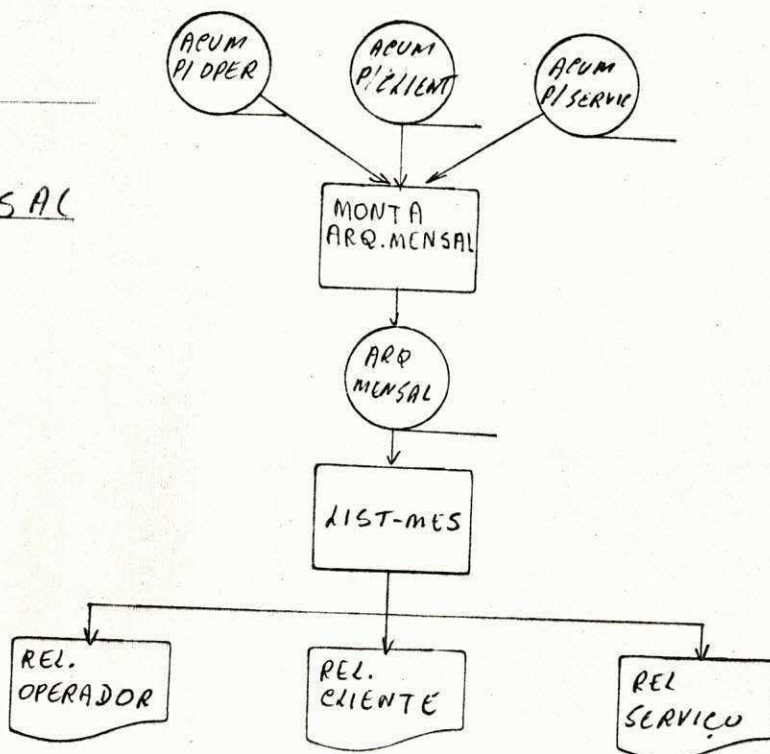 ACUM
P/OPER
ACUM
P/CLIENT
ACUM
P/SERVIC
SAL
MONTA
ARQ.MENSAL
ARQ
MENSAL
LIST-MES
REL.
OPERADOR
REL.
CLIENTE
REL
SERVIÇO